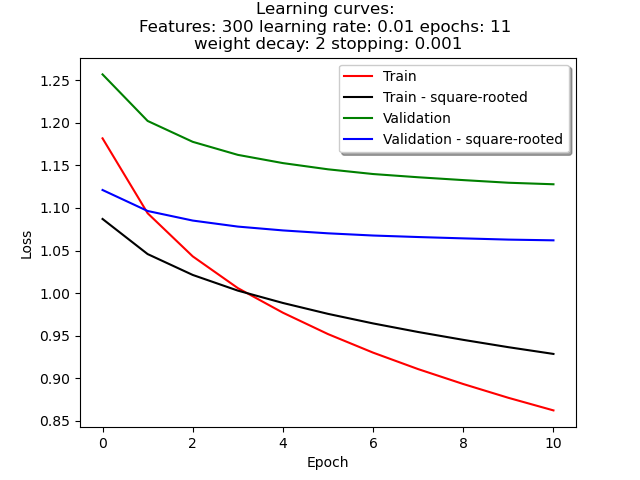 Learning curves:
Features: 300 learning rate: 0.01 epochs: 11
weight decay: 2 stopping: 0.001
Train
Train - square-rooted
Validation
Validation - square-rooted
1.25
1.20
1.15
1.10
1.05
1.00
0.95
0.90
0.85
Loss
0 2 4 6 8 10
Epoch